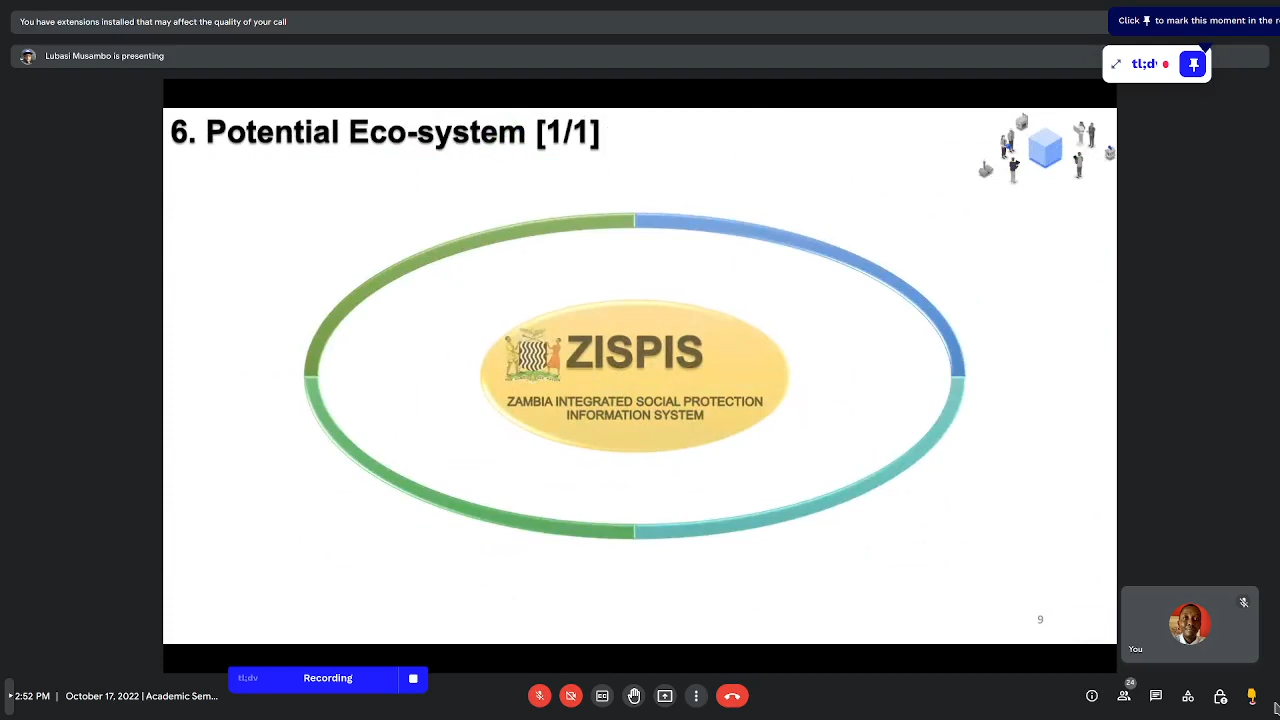 You have extensions installed that may affect the quality of your call
Click to mark this moment in the r
Lubasi Musambo is presenting
tl;dv
6. Potential Eco-system [1/1]
ZISPIS
ZAMBIA INTEGRATED SOCIAL PROTECTION
INFORMATION SYSTEM
9
You
tl;dv
Recording
2:52 PM | October 17, 2022 | Academic Sem...
24